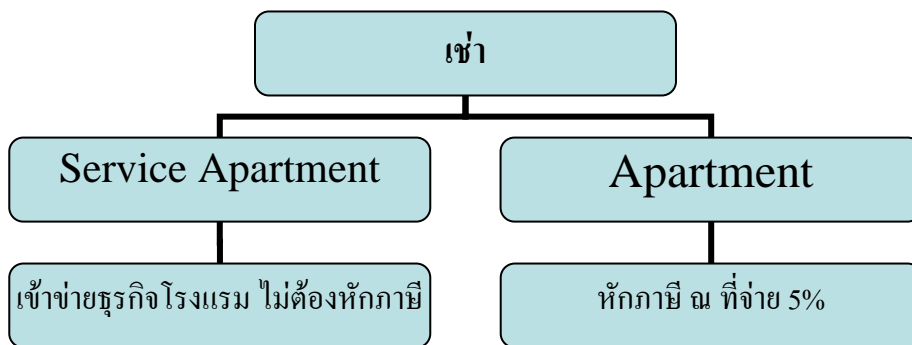 เช่า
Service Apartment
Apartment
เข้าข่ายธุรกิจโรงแรม ไม่ต้องหักภาษี
หักภาษี ณ ที่จ่าย 5%